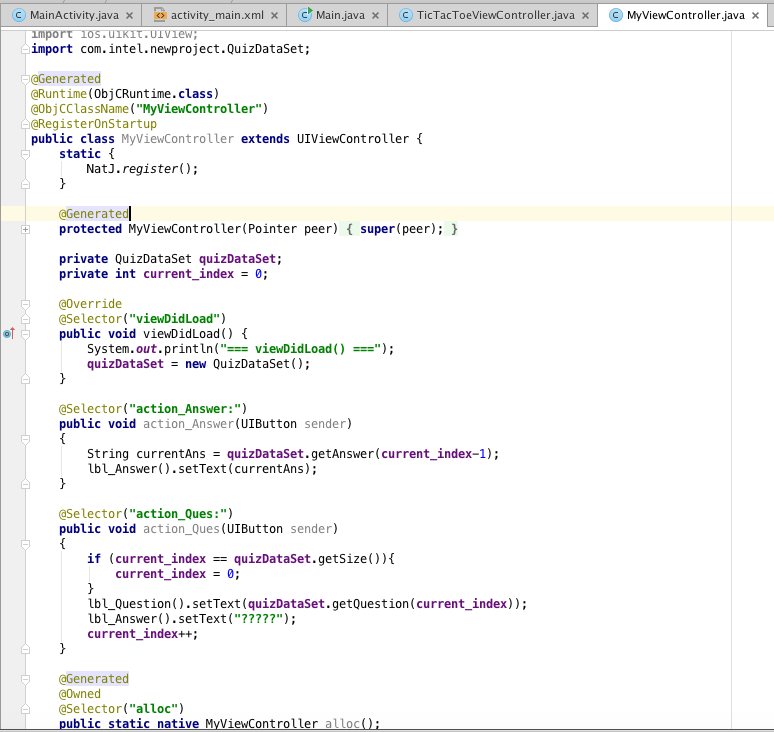 MainActivity.java
activity_main.xml
Main.java
TicTacToeViewController.java
MyViewController.java
import ios.uikit.UIView;
import com.intel.newproject.QuizDataSet;
@Generated
@Runtime(ObjCRuntime.class)
@ObjCClassName("MyViewController")
@RegisterOnStartup
public class MyViewController extends UIViewController {
static {
NatJ.register();
}
@Generated
protected MyViewController(Pointer peer) { super(peer); }
private QuizDataSet quizDataSet;
private int current_index = 0;
@Override
@Selector("viewDidLoad")
public void viewDidLoad() {
System.out.println("=== viewDidLoad() ===");
quizDataSet = new QuizDataSet();
}
@Selector("action_Answer:")
public void action_Answer(UIButton sender)
{
String currentAns = quizDataSet.getAnswer(current_index-1);
lbl_Answer().setText(currentAns);
}
@Selector("action_Ques:")
public void action_Ques(UIButton sender)
{
if (current_index == quizDataSet.getSize()){
current_index = 0;
}
lbl_Question().setText(quizDataSet.getQuestion(current_index));
lbl_Answer().setText("?????");
current_index++;
}
@Generated
@Owned
@Selector("alloc")
public static native MyViewController alloc();